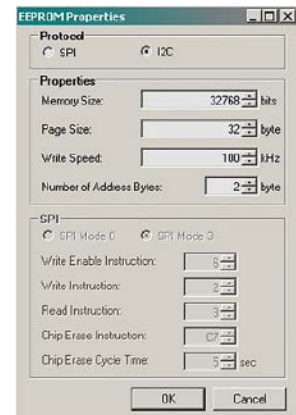 EEPROM Properties
Protocol
SPI I2C
Properties
Memory Size: 32768 bits
Page Size: 32 byte
Write Speed: 100 kHz
Number of Address Bytes: 2 byte
SPI
SPI Mode 0 SPI Mode 3
Write Enable Instruction: 6
Write Instruction: 2
Read Instruction: 3
Chip Erase Instruction: C7
Chip Erase Cycle Time: 5 sec
OK Cancel